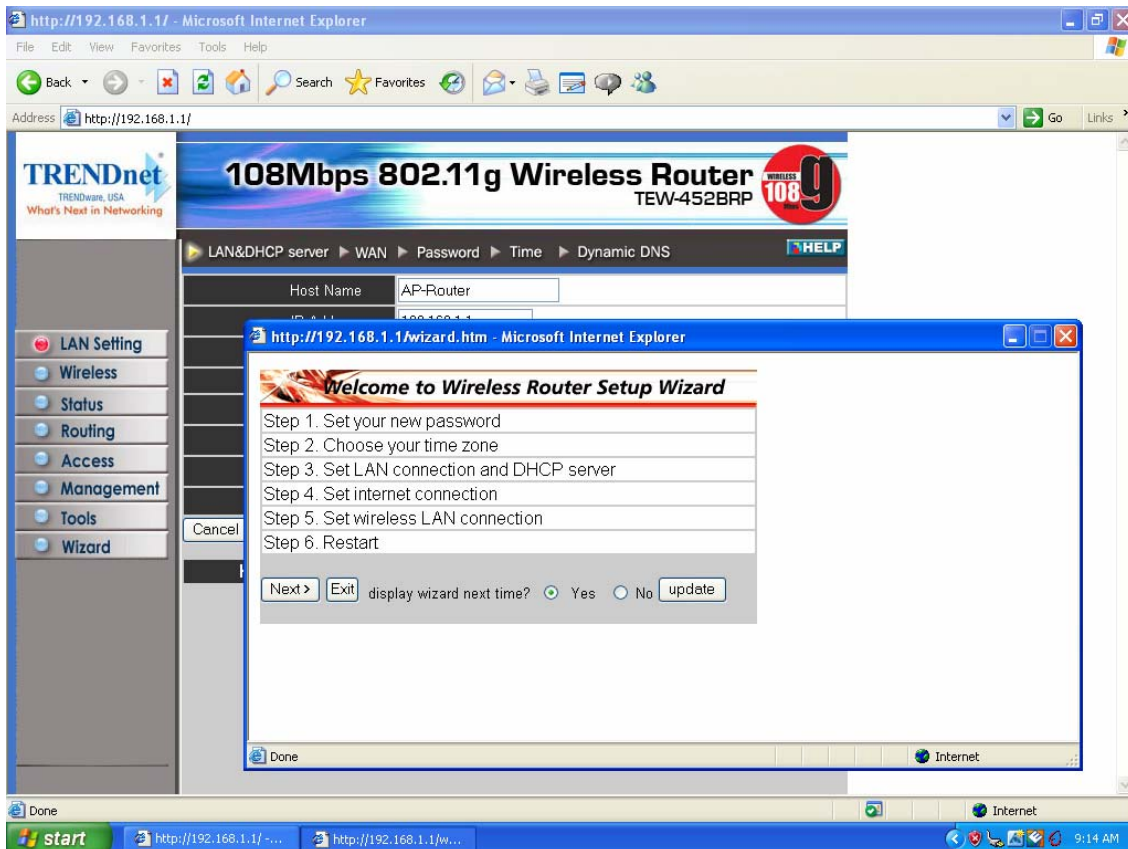 http://192.168.1.1/ - Microsoft Internet Explorer
File Edit View Favorites Tools Help
Back Search Favorites
Address http://192.168.1.1/ Go Links
TRENDnet
TRENDware, USA
What's Next in Networking
108Mbps 802.11g Wireless Router
TEW-452BRP
WIRELESS
108
g
LAN&DHCP server WAN Password Time Dynamic DNS HELP
Host Name AP-Router
http://192.168.1.1/wizard.htm - Microsoft Internet Explorer
LAN Setting
Wireless
Status
Routing
Access
Management
Tools
Wizard
Cancel
Welcome to Wireless Router Setup Wizard
Step 1. Set your new password
Step 2. Choose your time zone
Step 3. Set LAN connection and DHCP server
Step 4. Set internet connection
Step 5. Set wireless LAN connection
Step 6. Restart
Next > Exit display wizard next time? Yes No update
Done Internet
Done Internet
start http://192.168.1.1/ -... http://192.168.1.1/w... 9:14 AM